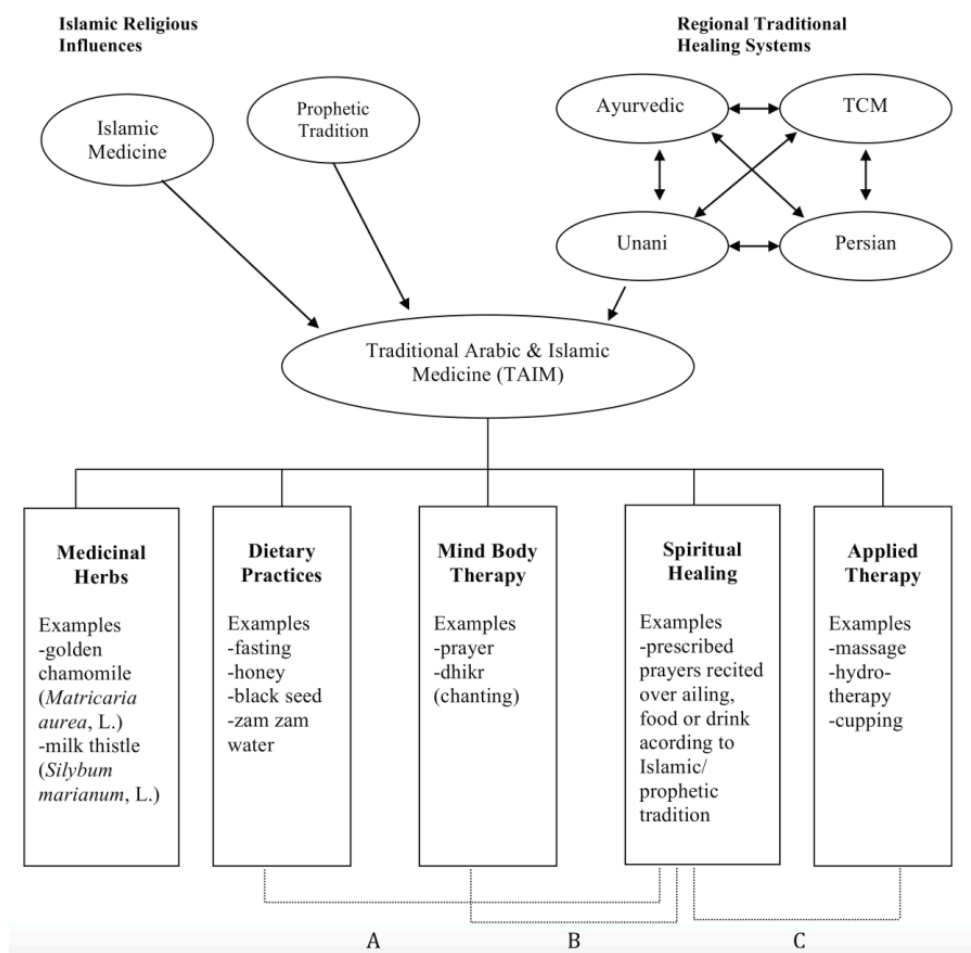 Islamic Religious
Influences
Regional Traditional
Healing Systems
Islamic
Medicine
Prophetic
Tradition
Ayurvedic
TCM
Unani
Persian
Traditional Arabic & Islamic
Medicine (TAIM)
Medicinal
Herbs
Examples
-golden
chamomile
(Matricaria
aurea, L.)
-milk thistle
(Silybum
marianum, L.)
Dietary
Practices
Examples
-fasting
-honey
-black seed
-zam zam
water
Mind Body
Therapy
Examples
-prayer
-dhikr
(chanting)
Spiritual
Healing
Examples
-prescribed
prayers recited
over ailing,
food or drink
acording to
Islamic/
prophetic
tradition
Applied
Therapy
Examples
-massage
-hydro-
therapy
-cupping
A
B
C